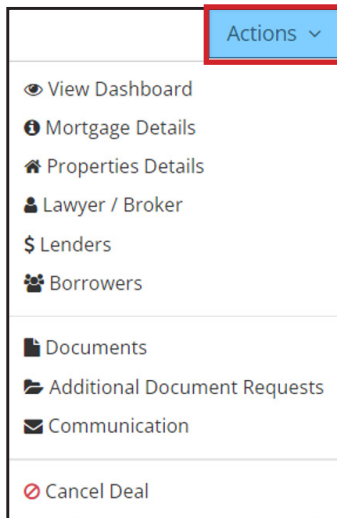 Actions
View Dashboard
Mortgage Details
Properties Details
Lawyer / Broker
$ Lenders
Borrowers
Documents
Additional Document Requests
Communication
Cancel Deal